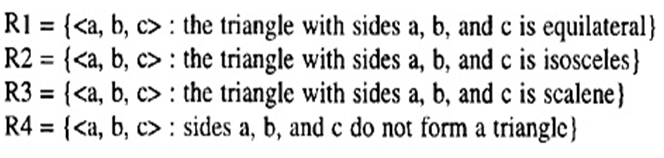 R1 = {<a, b, c> : the triangle with sides a, b, and c is equilateral}
R2 = {<a, b, c> : the triangle with sides a, b, and c is isosceles}
R3 = {<a, b, c> : the triangle with sides a, b, and c is scalene}
R4 = {<a, b, c> : sides a, b, and c do not form a triangle}